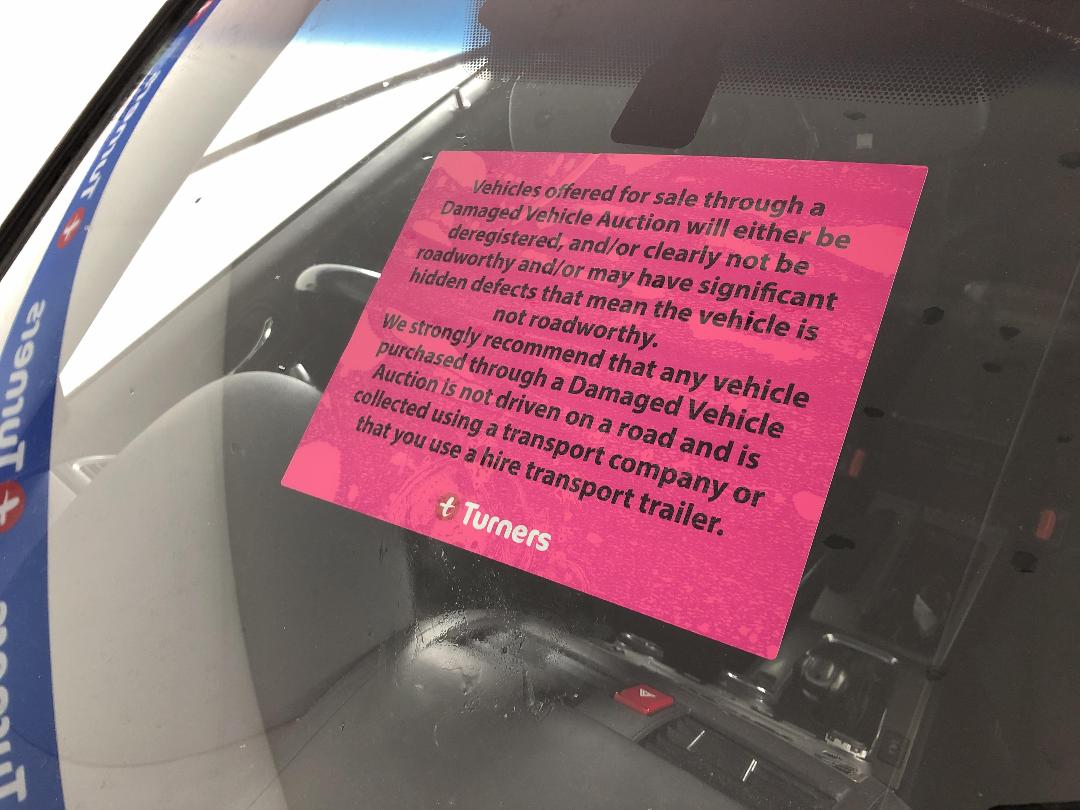 Vehicles offered for sale through a
Damaged Vehicle Auction will either be
deregistered, and/or clearly not be
roadworthy and/or may have significant
hidden defects that mean the vehicle is
not roadworthy.
We strongly recommend that any vehicle
purchased through a Damaged Vehicle
Auction is not driven on a road and is
collected using a transport company or
that you use a hire transport trailer.
Turners
Turners